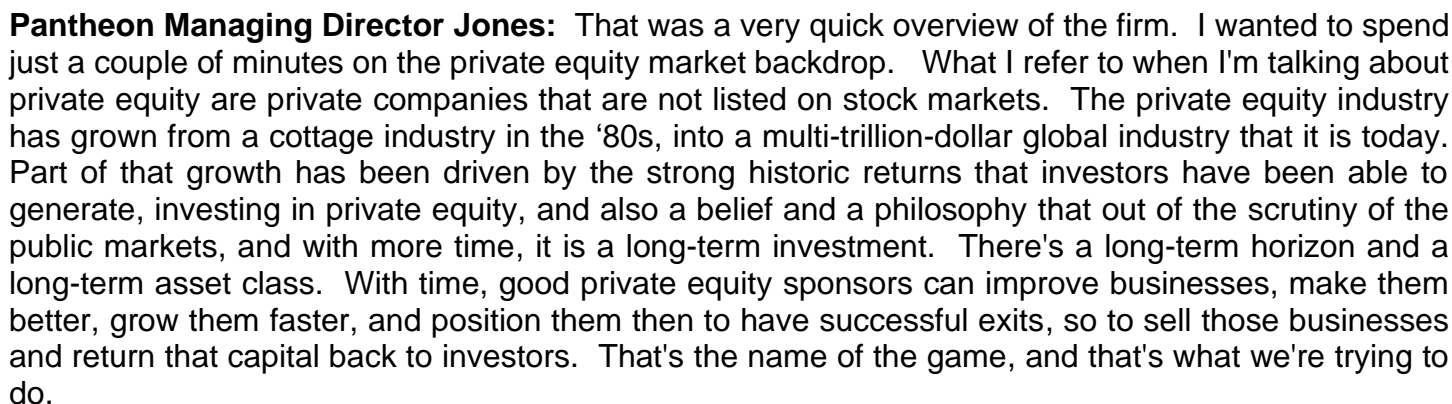 Pantheon Managing Director Jones:  That was a very quick overview of the firm.  I wanted to spend
just a couple of minutes on the private equity market backdrop.   What I refer to when I'm talking about
private equity are private companies that are not listed on stock markets.  The private equity industry
has grown from a cottage industry in the ‘80s, into a multi-trillion-dollar global industry that it is today.
Part of that growth has been driven by the strong historic returns that investors have been able to
generate, investing in private equity, and also a belief and a philosophy that out of the scrutiny of the
public markets, and with more time, it is a long-term investment.  There's a long-term horizon and a
long-term asset class.  With time, good private equity sponsors can improve businesses, make them
better, grow them faster, and position them then to have successful exits, so to sell those businesses
and return that capital back to investors.  That's the name of the game, and that's what we're trying to
do.